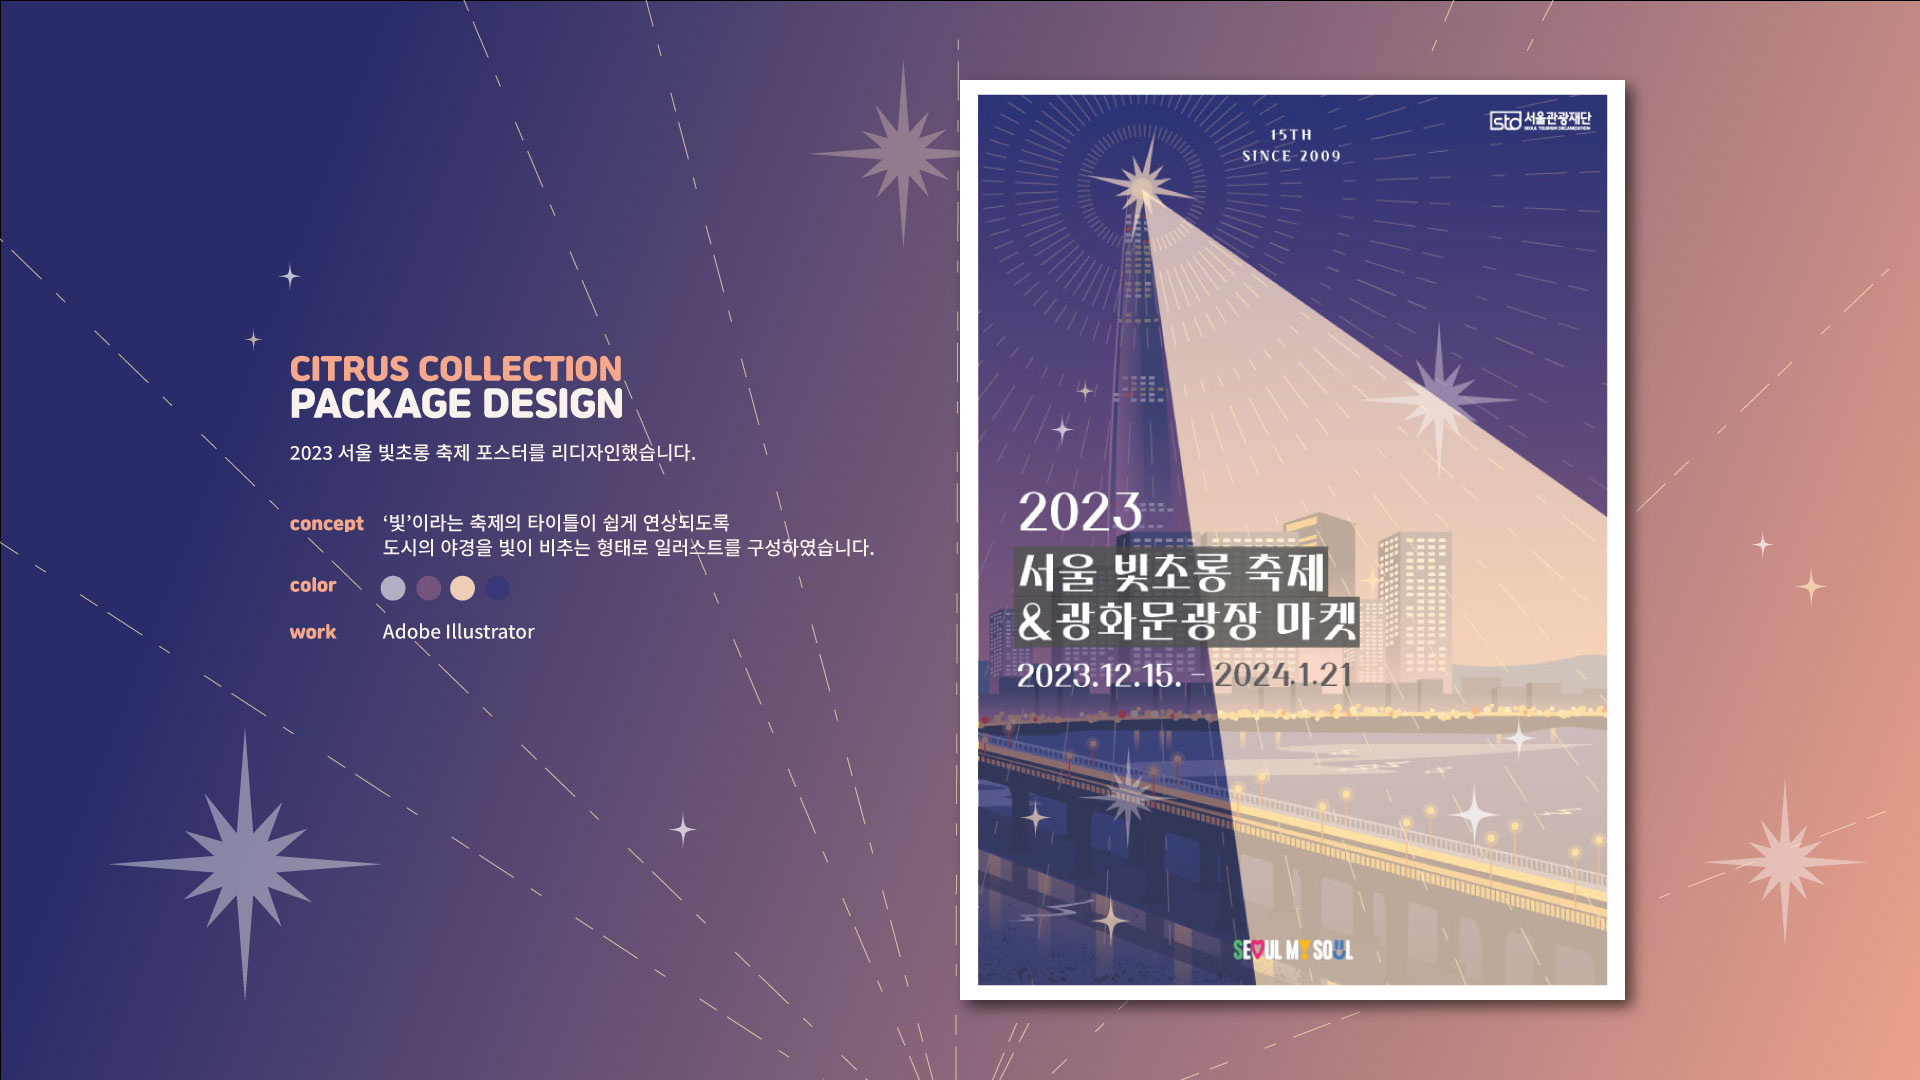 CITRUS COLLECTION
PACKAGE DESIGN
2023 서울 빛초롱 축제 포스터를 리디자인했습니다.
concept ‘빛’이라는 축제의 타이틀이 쉽게 연상되도록
도시의 야경을 빛이 비추는 형태로 일러스트를 구성하였습니다.
color
work Adobe Illustrator
15TH
SINCE 2009
sto 서울관광재단
SEOUL TOURISM ORGANIZATION
2023
서울 빛초롱 축제
&광화문광장 마켓
2023.12.15. – 2024.1.21
SEOUL MY SOUL